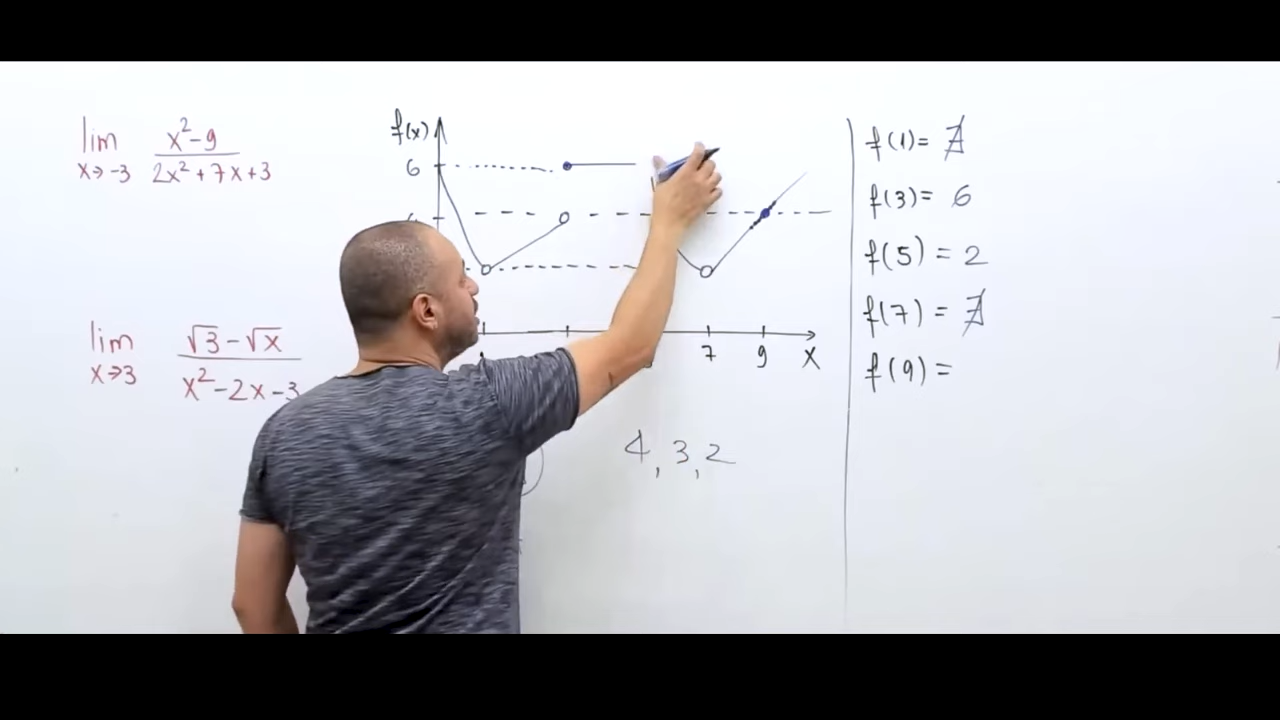 lim x→-3 (x²-9)/(2x²+7x+3)
lim x→3 (√3-√x)/(x²-2x-3)
f(x)
6
7 9 X
4, 3, 2
f(1) = ∄
f(3) = 6
f(5) = 2
f(7) = ∄
f(9) =